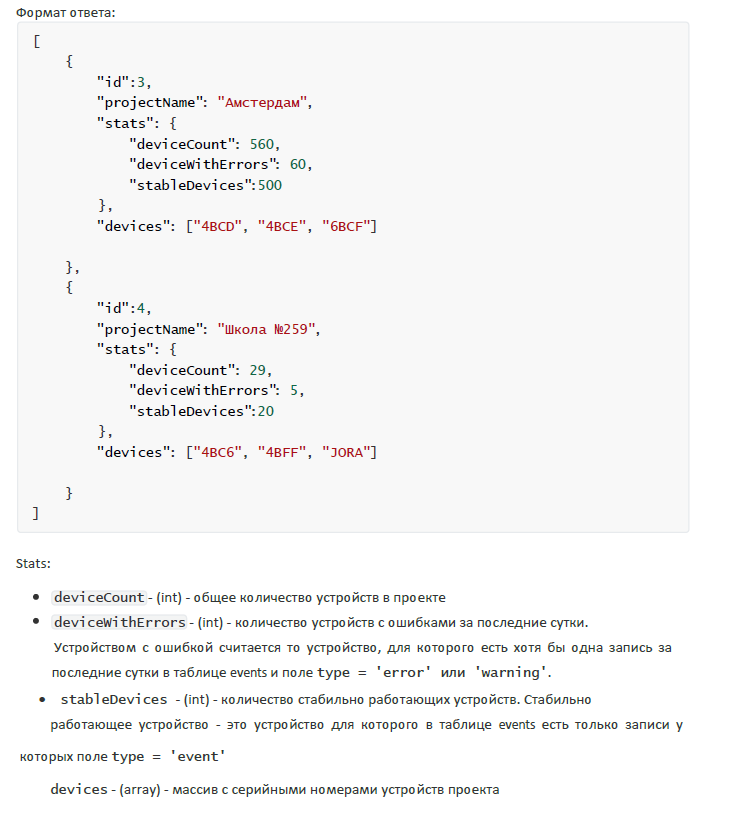 Формат ответа:
[
    {
        "id":3,
        "projectName": "Амстердам",
        "stats": {
            "deviceCount": 560,
            "deviceWithErrors": 60,
            "stableDevices":500
        },
        "devices": ["4BCD", "4BCE", "6BCF"]
    },
    {
        "id":4,
        "projectName": "Школа №259",
        "stats": {
            "deviceCount": 29,
            "deviceWithErrors": 5,
            "stableDevices":20
        },
        "devices": ["4BC6", "4BFF", "JORA"]
    }
]
Stats:
• deviceCount - (int) - общее количество устройств в проекте
• deviceWithErrors - (int) - количество устройств с ошибками за последние сутки.
Устройством с ошибкой считается то устройство, для которого есть хотя бы одна запись за
последние сутки в таблице events и поле type = 'error' или 'warning'.
• stableDevices - (int) - количество стабильно работающих устройств. Стабильно
работающее устройство - это устройство для которого в таблице events есть только записи у
которых поле type = 'event'
devices - (array) - массив с серийными номерами устройств проекта